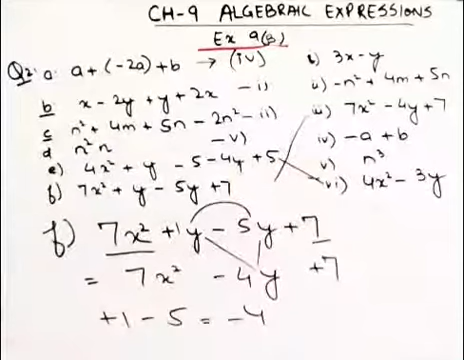 CH-9 ALGEBRAIC EXPRESSIONS
Ex 9(B)
Q2: a. a + (-2a) + b → (iv)
i) 3x - y
b x - 2y + y + 2x - i)
ii) -n² + 4m + 5n
c n² + 4m + 5n - 2n² - ii)
iii) 7x² - 4y + 7
d n² n - v)
iv) -a + b
e) 4x² + y - 5 - 4y + 5
v) n³
f) 7x² + y - 5y + 7
vi) 4x² - 3y
f) 7x² + 1y - 5y + 7
= 7x² - 4y + 7
+1 - 5 = -4